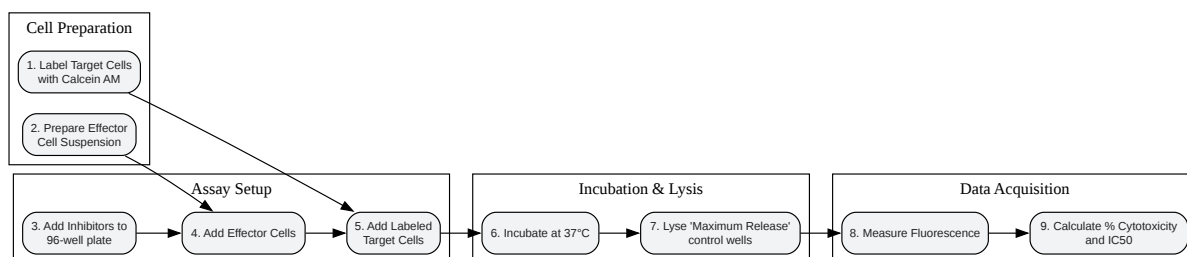 Cell Preparation
1. Label Target Cells
with Calcein AM
2. Prepare Effector
Cell Suspension
Assay Setup
3. Add Inhibitors to
96-well plate
4. Add Effector Cells
5. Add Labeled
Target Cells
Incubation & Lysis
6. Incubate at 37°C
7. Lyse 'Maximum Release'
control wells
Data Acquisition
8. Measure Fluorescence
9. Calculate % Cytotoxicity
and IC50